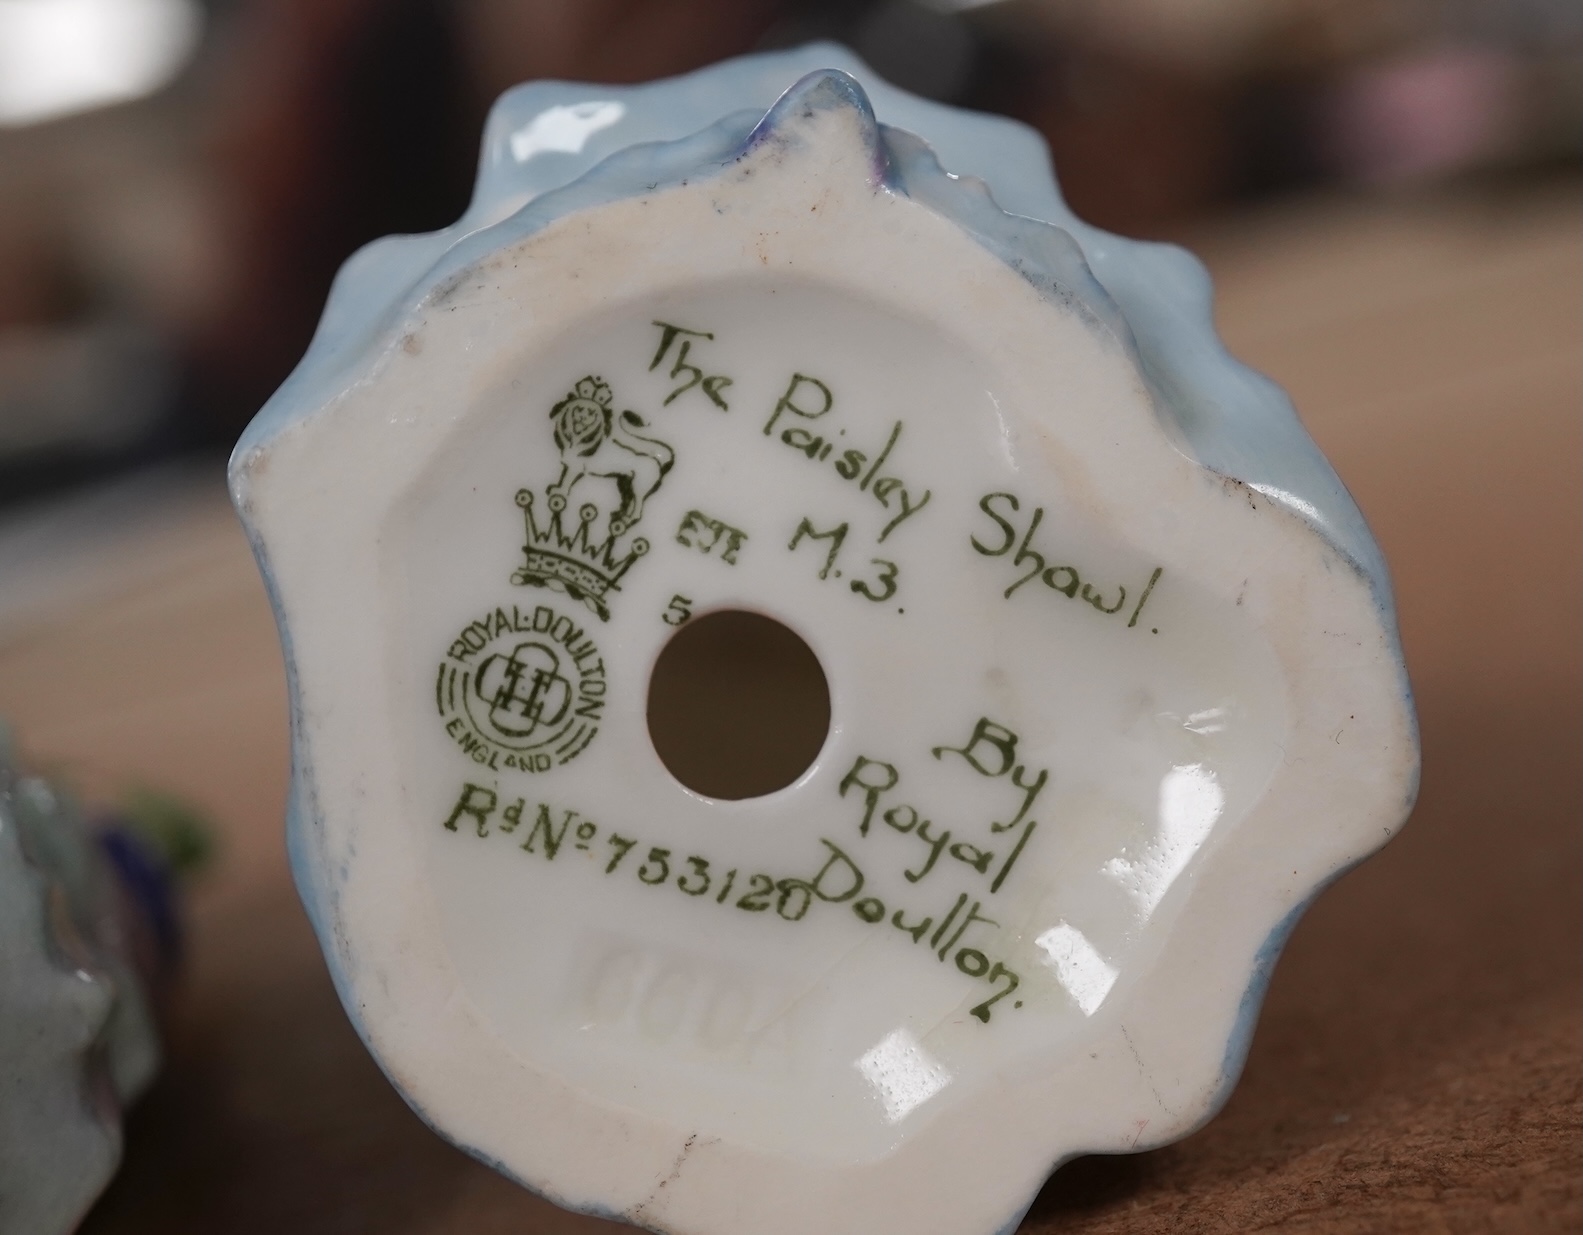 The Paisley Shawl.
M.3.
5
ROYAL·DOULTON
ENGLAND
Rd No 753120
By
Royal
Doulton.